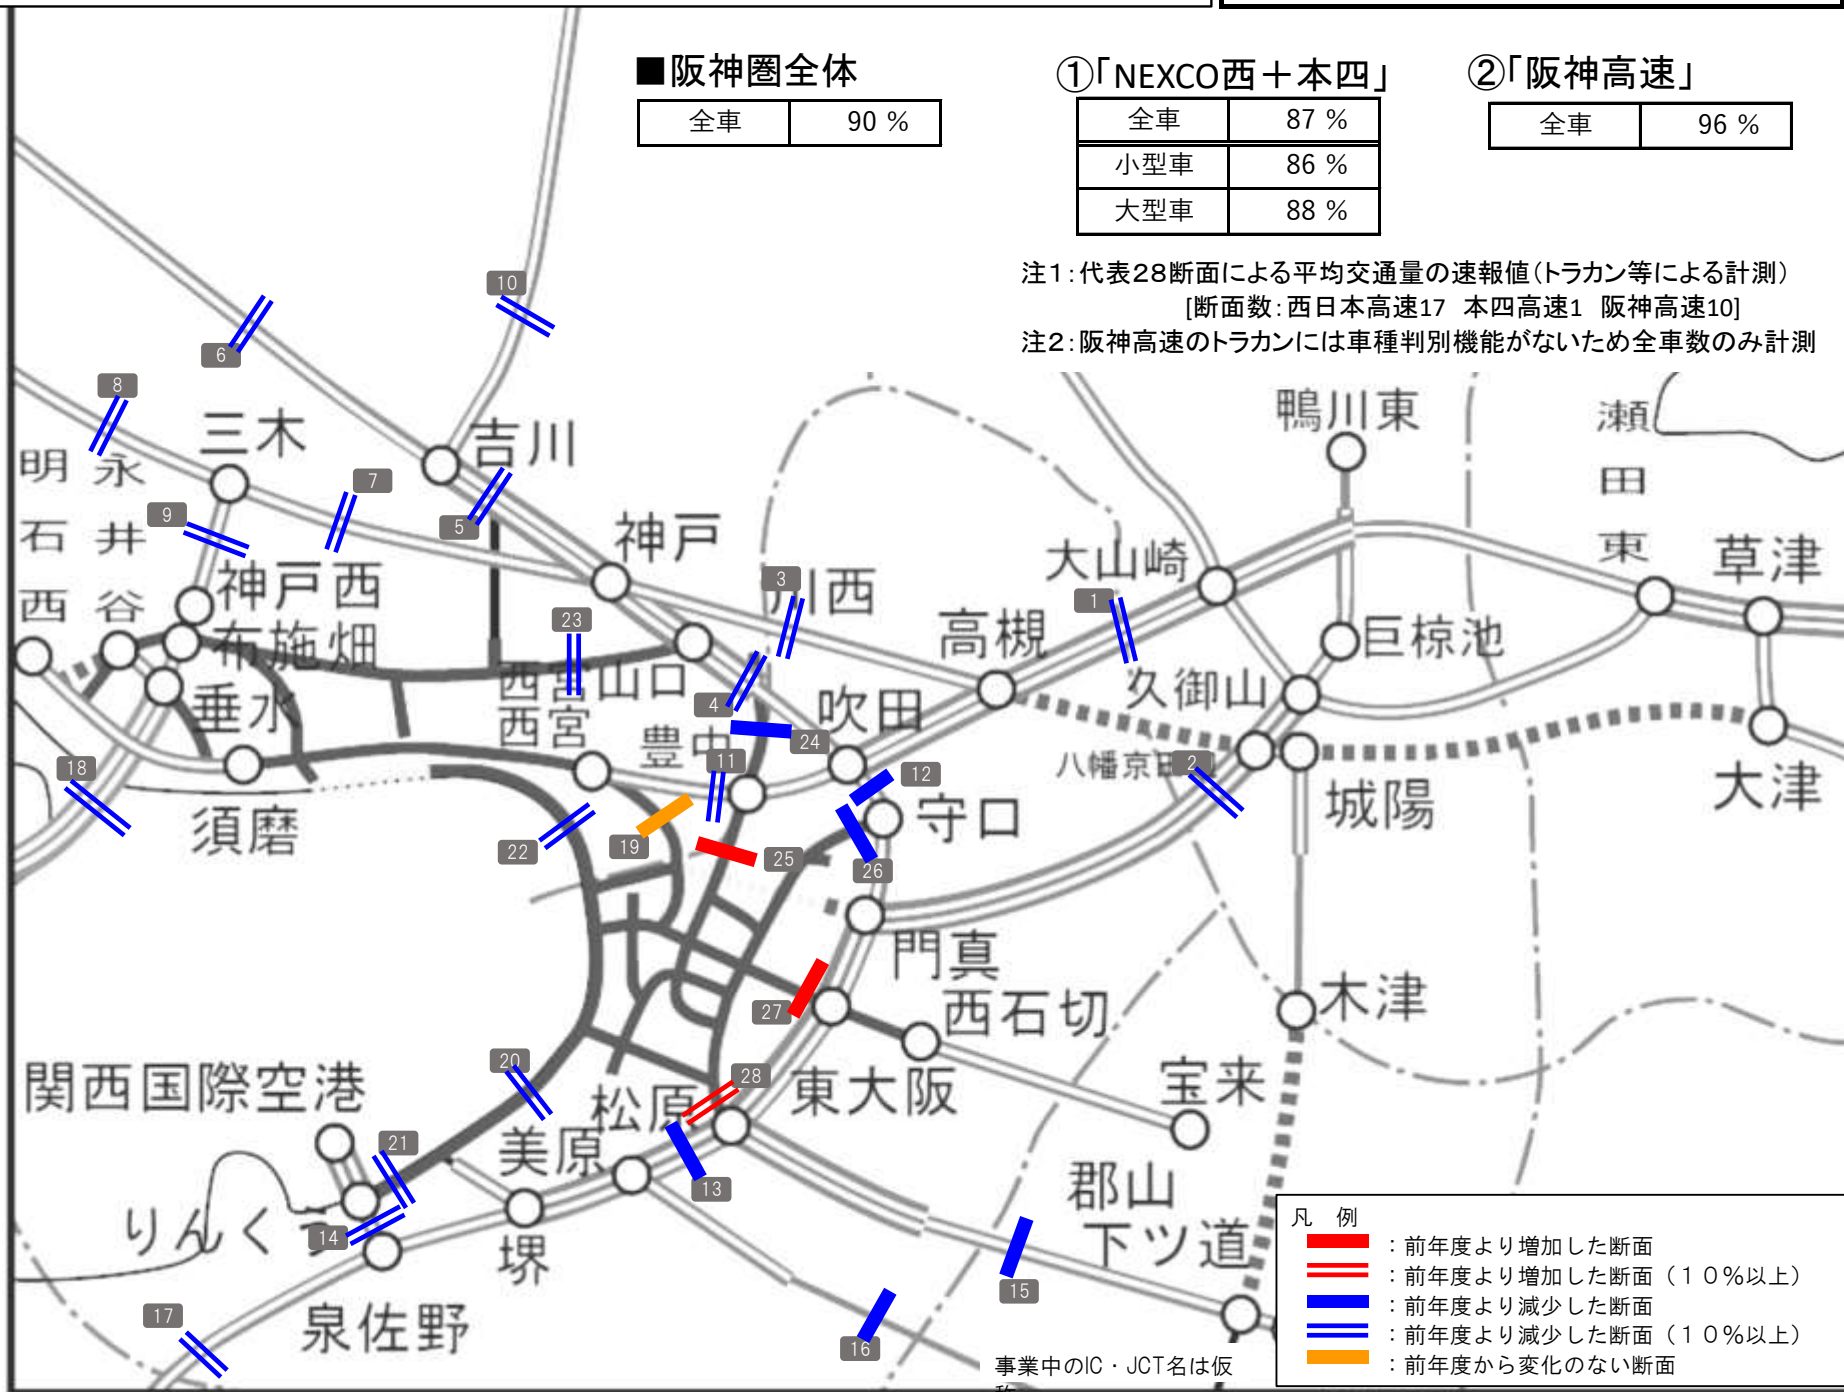 ■阪神圏全体
全車 90 %
①｢NEXCO西＋本四｣
全車 87 %
小型車 86 %
大型車 88 %
②｢阪神高速｣
全車 96 %
注１：代表２８断面による平均交通量の速報値（トラカン等による計測）
[断面数：西日本高速17 本四高速1 阪神高速10]
注２：阪神高速のトラカンには車種判別機能がないため全車数のみ計測
10
6
8
三木
吉川
鴨川東
瀬田東
明石西
永井谷
7
9
5
神戸
大山崎
草津
神戸西
3
川西
1
高槻
布施畑
23
巨椋池
西宮山口
久御山
垂水
4
吹田
西宮
豊中
24
八幡京田
2
18
11
12
大津
須磨
守口
城陽
22
19
25
26
門真
木津
27
西石切
関西国際空港
20
松原
28
東大阪
宝来
21
美原
13
郡山下ツ道
りんくう
14
堺
15
17
泉佐野
16
事業中のIC・JCT名は仮
凡 例
：前年度より増加した断面
：前年度より増加した断面（１０％以上）
：前年度より減少した断面
：前年度より減少した断面（１０％以上）
：前年度から変化のない断面